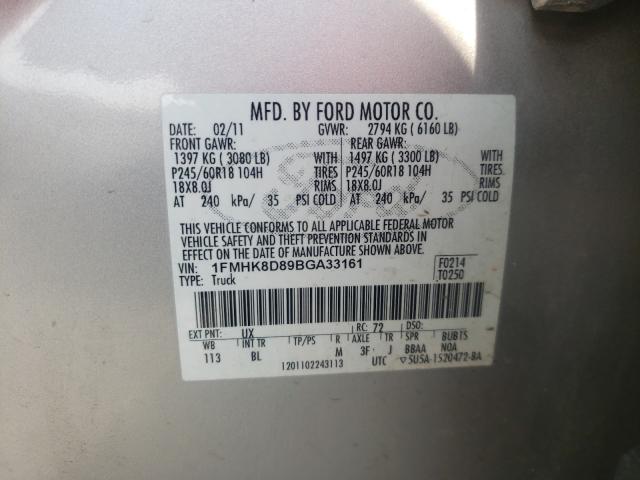 MFD. BY FORD MOTOR CO.
DATE: 02/11 GVWR: 2794 KG ( 6160 LB)
FRONT GAWR: REAR GAWR:
1397 KG ( 3080 LB) WITH 1497 KG ( 3300 LB) WITH
P245/60R18 104H TIRES P245/60R18 104H TIRES
18X8.0J RIMS 18X8.0J RIMS
AT 240 kPa/ 35 PSI COLD AT 240 kPa/ 35 PSI COLD
THIS VEHICLE CONFORMS TO ALL APPLICABLE FEDERAL MOTOR
VEHICLE SAFETY AND THEFT PREVENTION STANDARDS IN
EFFECT ON THE DATE OF MANUFACTURE SHOWN ABOVE.
VIN: 1FMHK8D89BGA33161 F0214
TYPE: Truck T0250
EXT PNT: UX RC: 72 DSO:
WB INT TR TP/PS R AXLE TR SPR BUBTS
113 BL M 3F J BBAA NOA
1201102243113 UTC ▽5U5A-1520472-BA